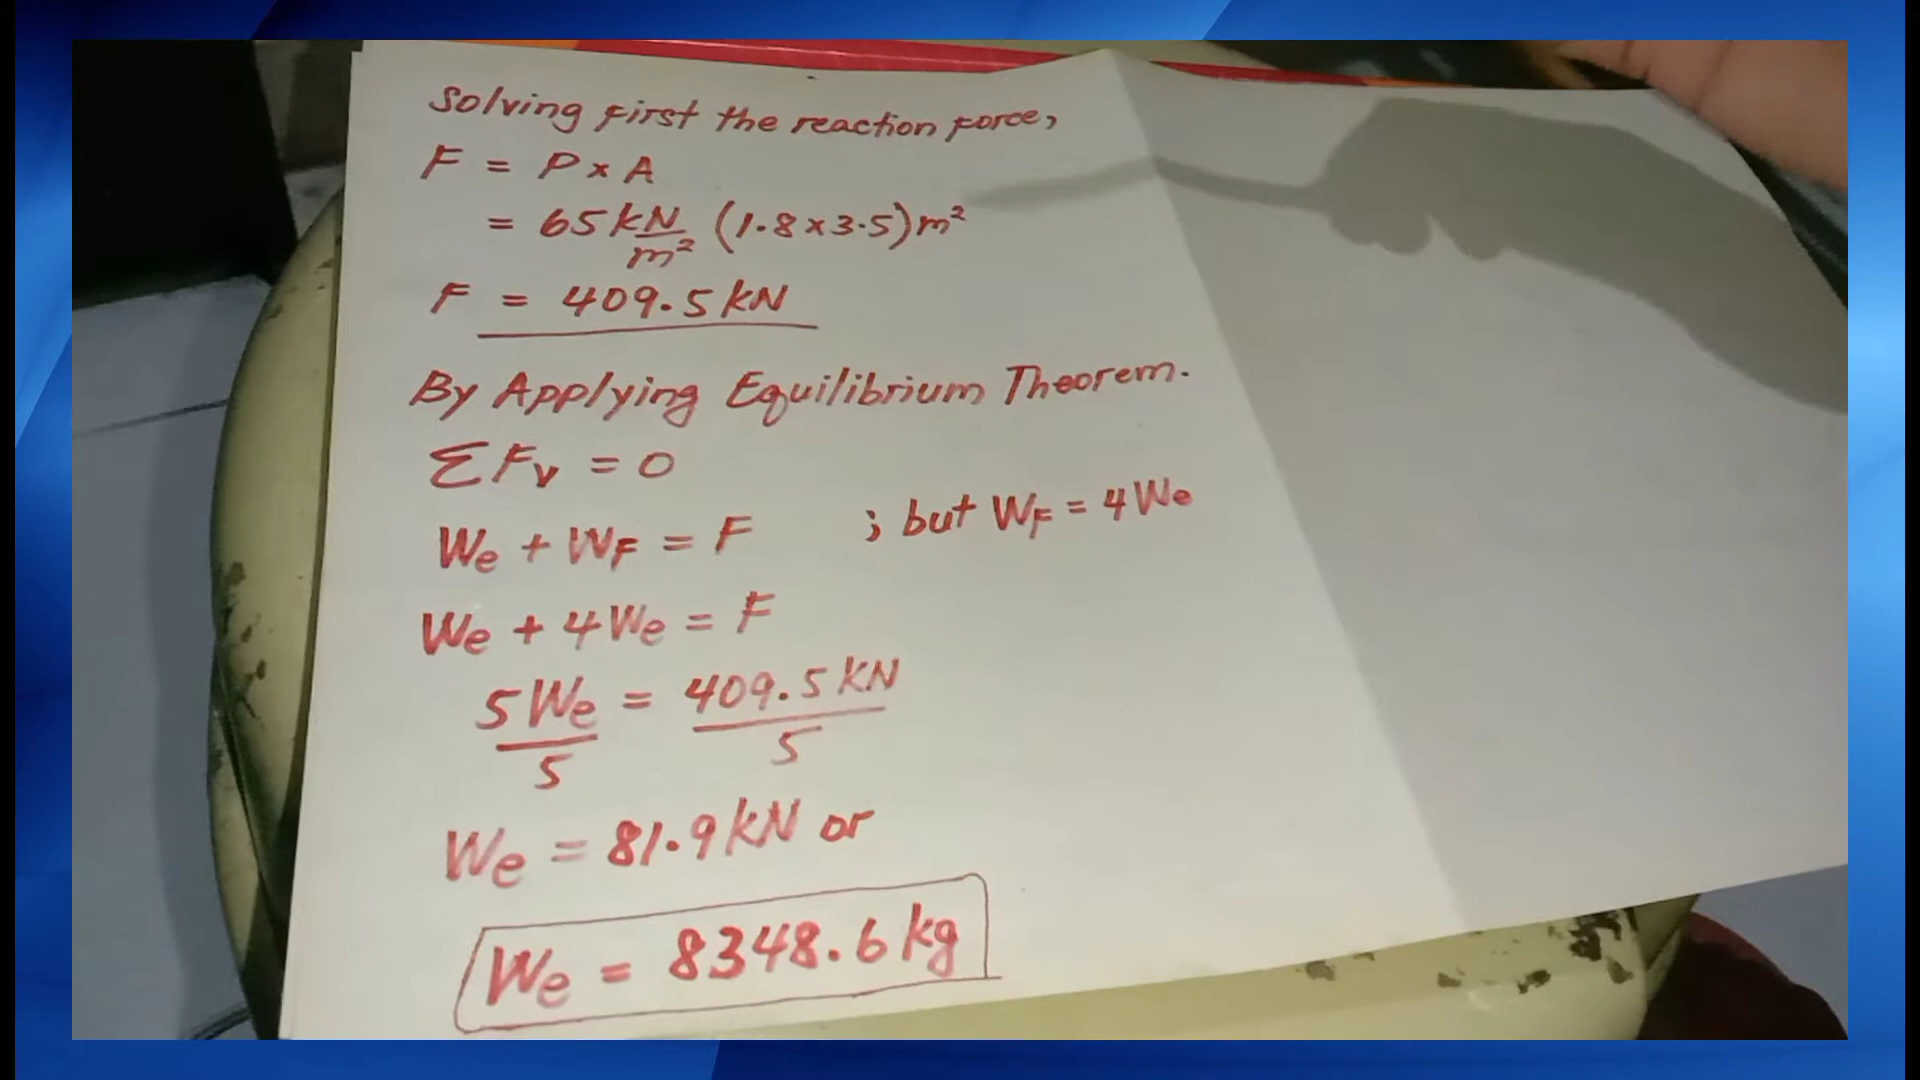 Solving first the reaction force,
F = P x A
= 65 kN/m² (1.8 x 3.5) m²
F = 409.5 kN
By Applying Equilibrium Theorem.
ΣFv = 0
We + WF = F ; but WF = 4We
We + 4We = F
5We/5 = 409.5 kN/5
We = 81.9 kN or
We = 8348.6 kg